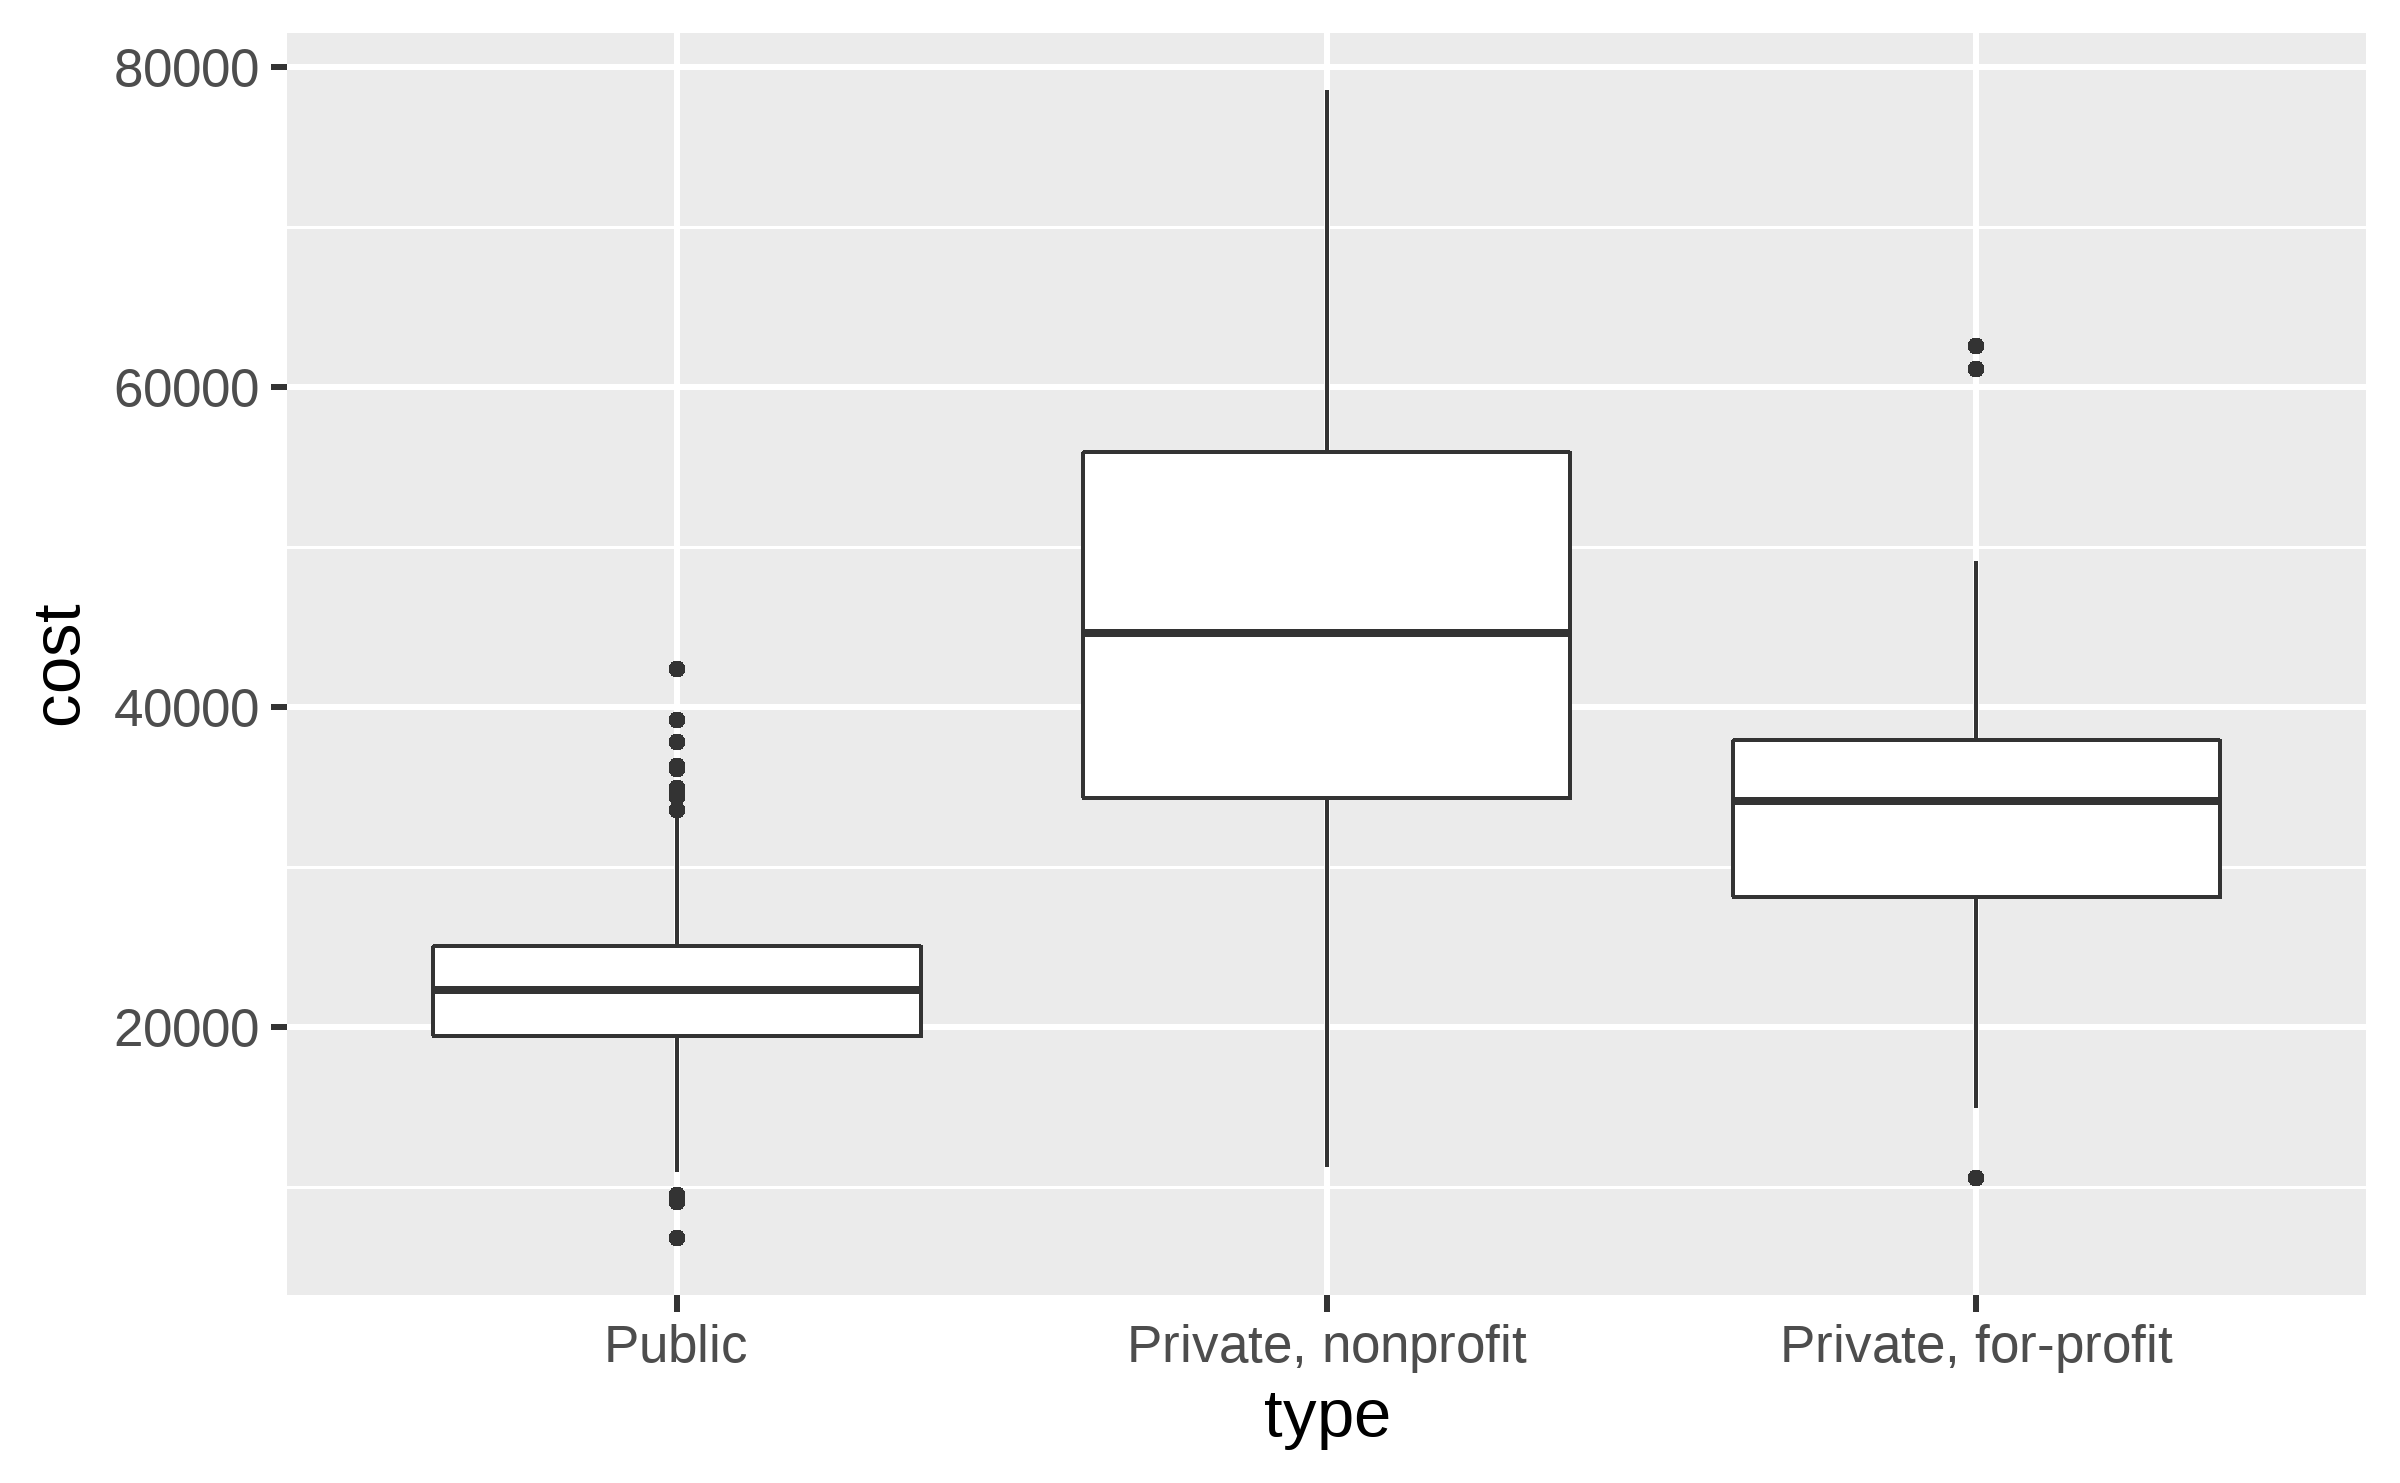 80000
60000
40000
20000
cost
Public
Private, nonprofit
Private, for-profit
type